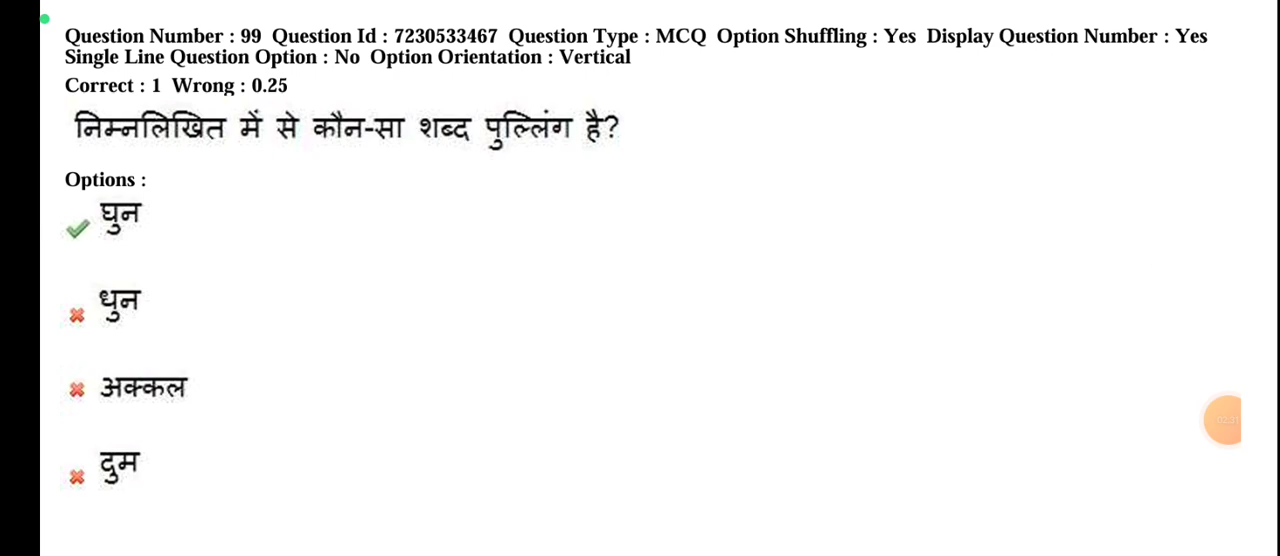 Question Number : 99 Question Id : 7230533467 Question Type : MCQ Option Shuffling : Yes Display Question Number : Yes
Single Line Question Option : No Option Orientation : Vertical
Correct : 1 Wrong : 0.25
निम्नलिखित में से कौन-सा शब्द पुल्लिंग है?
Options :
घुन
धुन
अक्कल
दुम